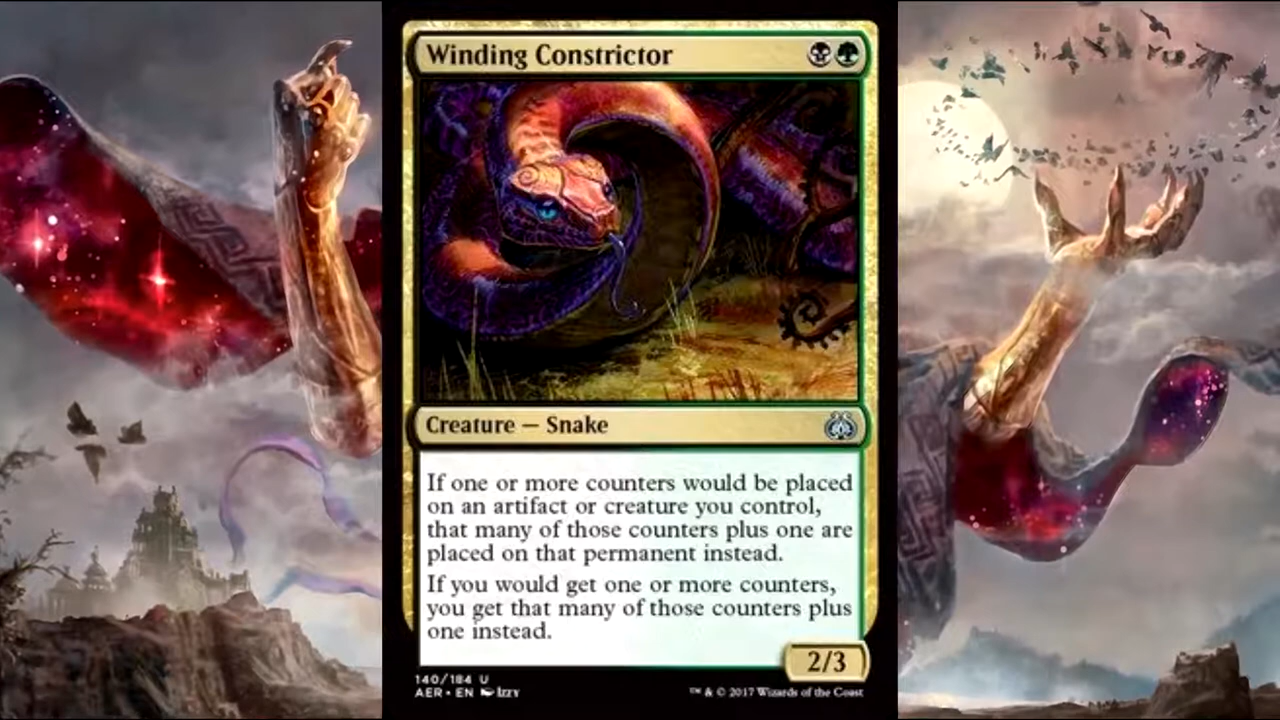 Winding Constrictor
Creature — Snake
If one or more counters would be placed
on an artifact or creature you control,
that many of those counters plus one are
placed on that permanent instead.
If you would get one or more counters,
you get that many of those counters plus
one instead.
2/3
140/184 U
AER • EN Izzy
™ & © 2017 Wizards of the Coast